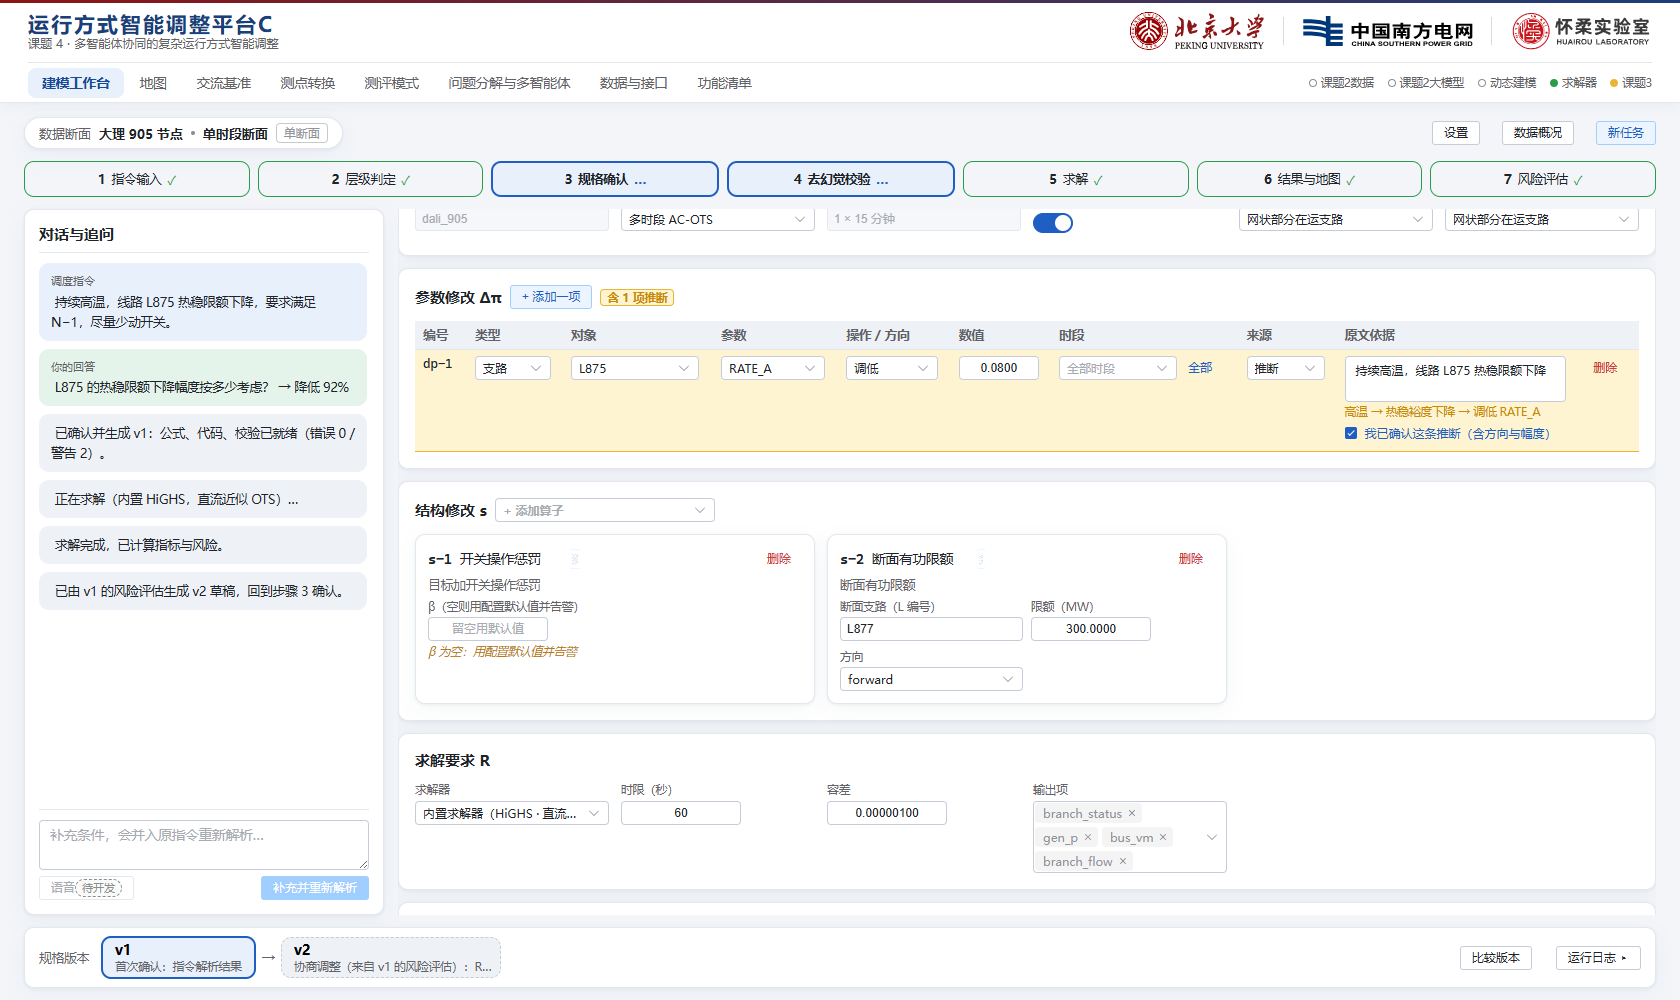 运行方式智能调整平台C
课题 4 · 多智能体协同的复杂运行方式智能调整
北京大学
PEKING UNIVERSITY
中国南方电网
CHINA SOUTHERN POWER GRID
怀柔实验室
HUAIROU LABORATORY
建模工作台 地图 交流基准 测点转换 测评模式 问题分解与多智能体 数据与接口 功能清单
课题2数据 课题2大模型 动态建模 求解器 课题3
数据断面 大理 905 节点 • 单时段断面 单断面
设置 数据概况 新任务
1 指令输入 ✓
2 层级判定 ✓
3 规格确认 …
4 去幻觉校验 …
5 求解 ✓
6 结果与地图 ✓
7 风险评估 ✓
对话与追问
调度指令
持续高温，线路 L875 热稳限额下降，要求满足
N−1，尽量少动开关。
你的回答
L875 的热稳限额下降幅度按多少考虑？ → 降低 92%
已确认并生成 v1：公式、代码、校验已就绪（错误 0 /
警告 2）。
正在求解（内置 HiGHS，直流近似 OTS）…
求解完成，已计算指标与风险。
已由 v1 的风险评估生成 v2 草稿，回到步骤 3 确认。
补充条件，会并入原指令重新解析…
语音 待开发
补充并重新解析
dali_905 多时段 AC-OTS 1 × 15 分钟 网状部分在运支路 网状部分在运支路
参数修改 Δπ + 添加一项 含 1 项推断
编号 类型 对象 参数 操作 / 方向 数值 时段 来源 原文依据
dp−1 支路 L875 RATE_A 调低 0.0800 全部时段 全部 推断 持续高温，线路 L875 热稳限额下降 删除
高温 → 热稳裕度下降 → 调低 RATE_A
我已确认这条推断（含方向与幅度）
结构修改 s + 添加算子
s−1 开关操作惩罚 删除
目标加开关操作惩罚
β（空则用配置默认值并告警）
留空用默认值
β 为空：用配置默认值并告警
s−2 断面有功限额 删除
断面有功限额
断面支路（L 编号） 限额（MW）
L877 300.0000
方向
forward
求解要求 R
求解器 时限（秒） 容差 输出项
内置求解器（HiGHS · 直流... 60 0.00000100
branch_status ×
gen_p × bus_vm ×
branch_flow ×
规格版本
v1
首次确认：指令解析结果
→
v2
协商调整（来自 v1 的风险评估）：R...
比较版本 运行日志 ▸